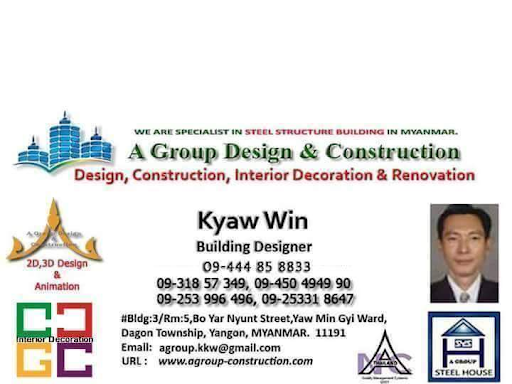 WE ARE SPECIALIST IN STEEL STRUCTURE BUILDING IN MYANMAR.
A Group Design & Construction
Design, Construction, Interior Decoration & Renovation
A Group Design
&
Construction
2D,3D Design
&
Animation
Interior Decoration
Kyaw Win
Building Designer
09-444 85 8833
09-318 57 349, 09-450 4949 90
09-253 996 496, 09-25331 8647
#Bldg:3/Rm:5,Bo Yar Nyunt Street,Yaw Min Gyi Ward,
Dagon Township, Yangon, MYANMAR. 11191
Email: agroup.kkw@gmail.com
URL : www.agroup-construction.com
THAILAND
A GROUP
STEEL HOUSE